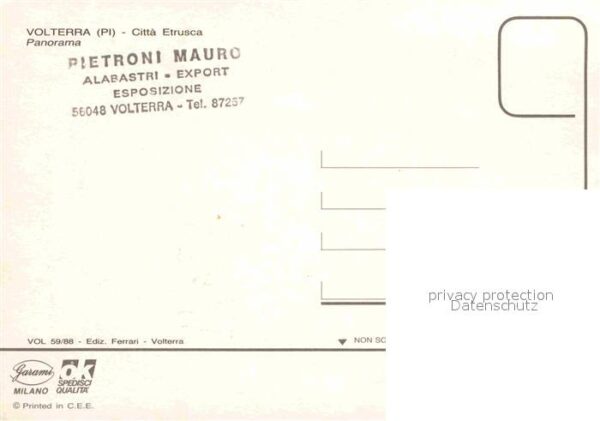 VOLTERRA (PI) - Città Etrusca
Panorama
PIETRONI MAURO
ALABASTRI - EXPORT
ESPOSIZIONE
56048 VOLTERRA - Tel. 87257
privacy protection
Datenschutz
VOL 59/88 - Ediz. Ferrari - Volterra
NON
Garami
MILANO
ok
SPEDISCI
QUALITA'
© Printed in C.E.E.